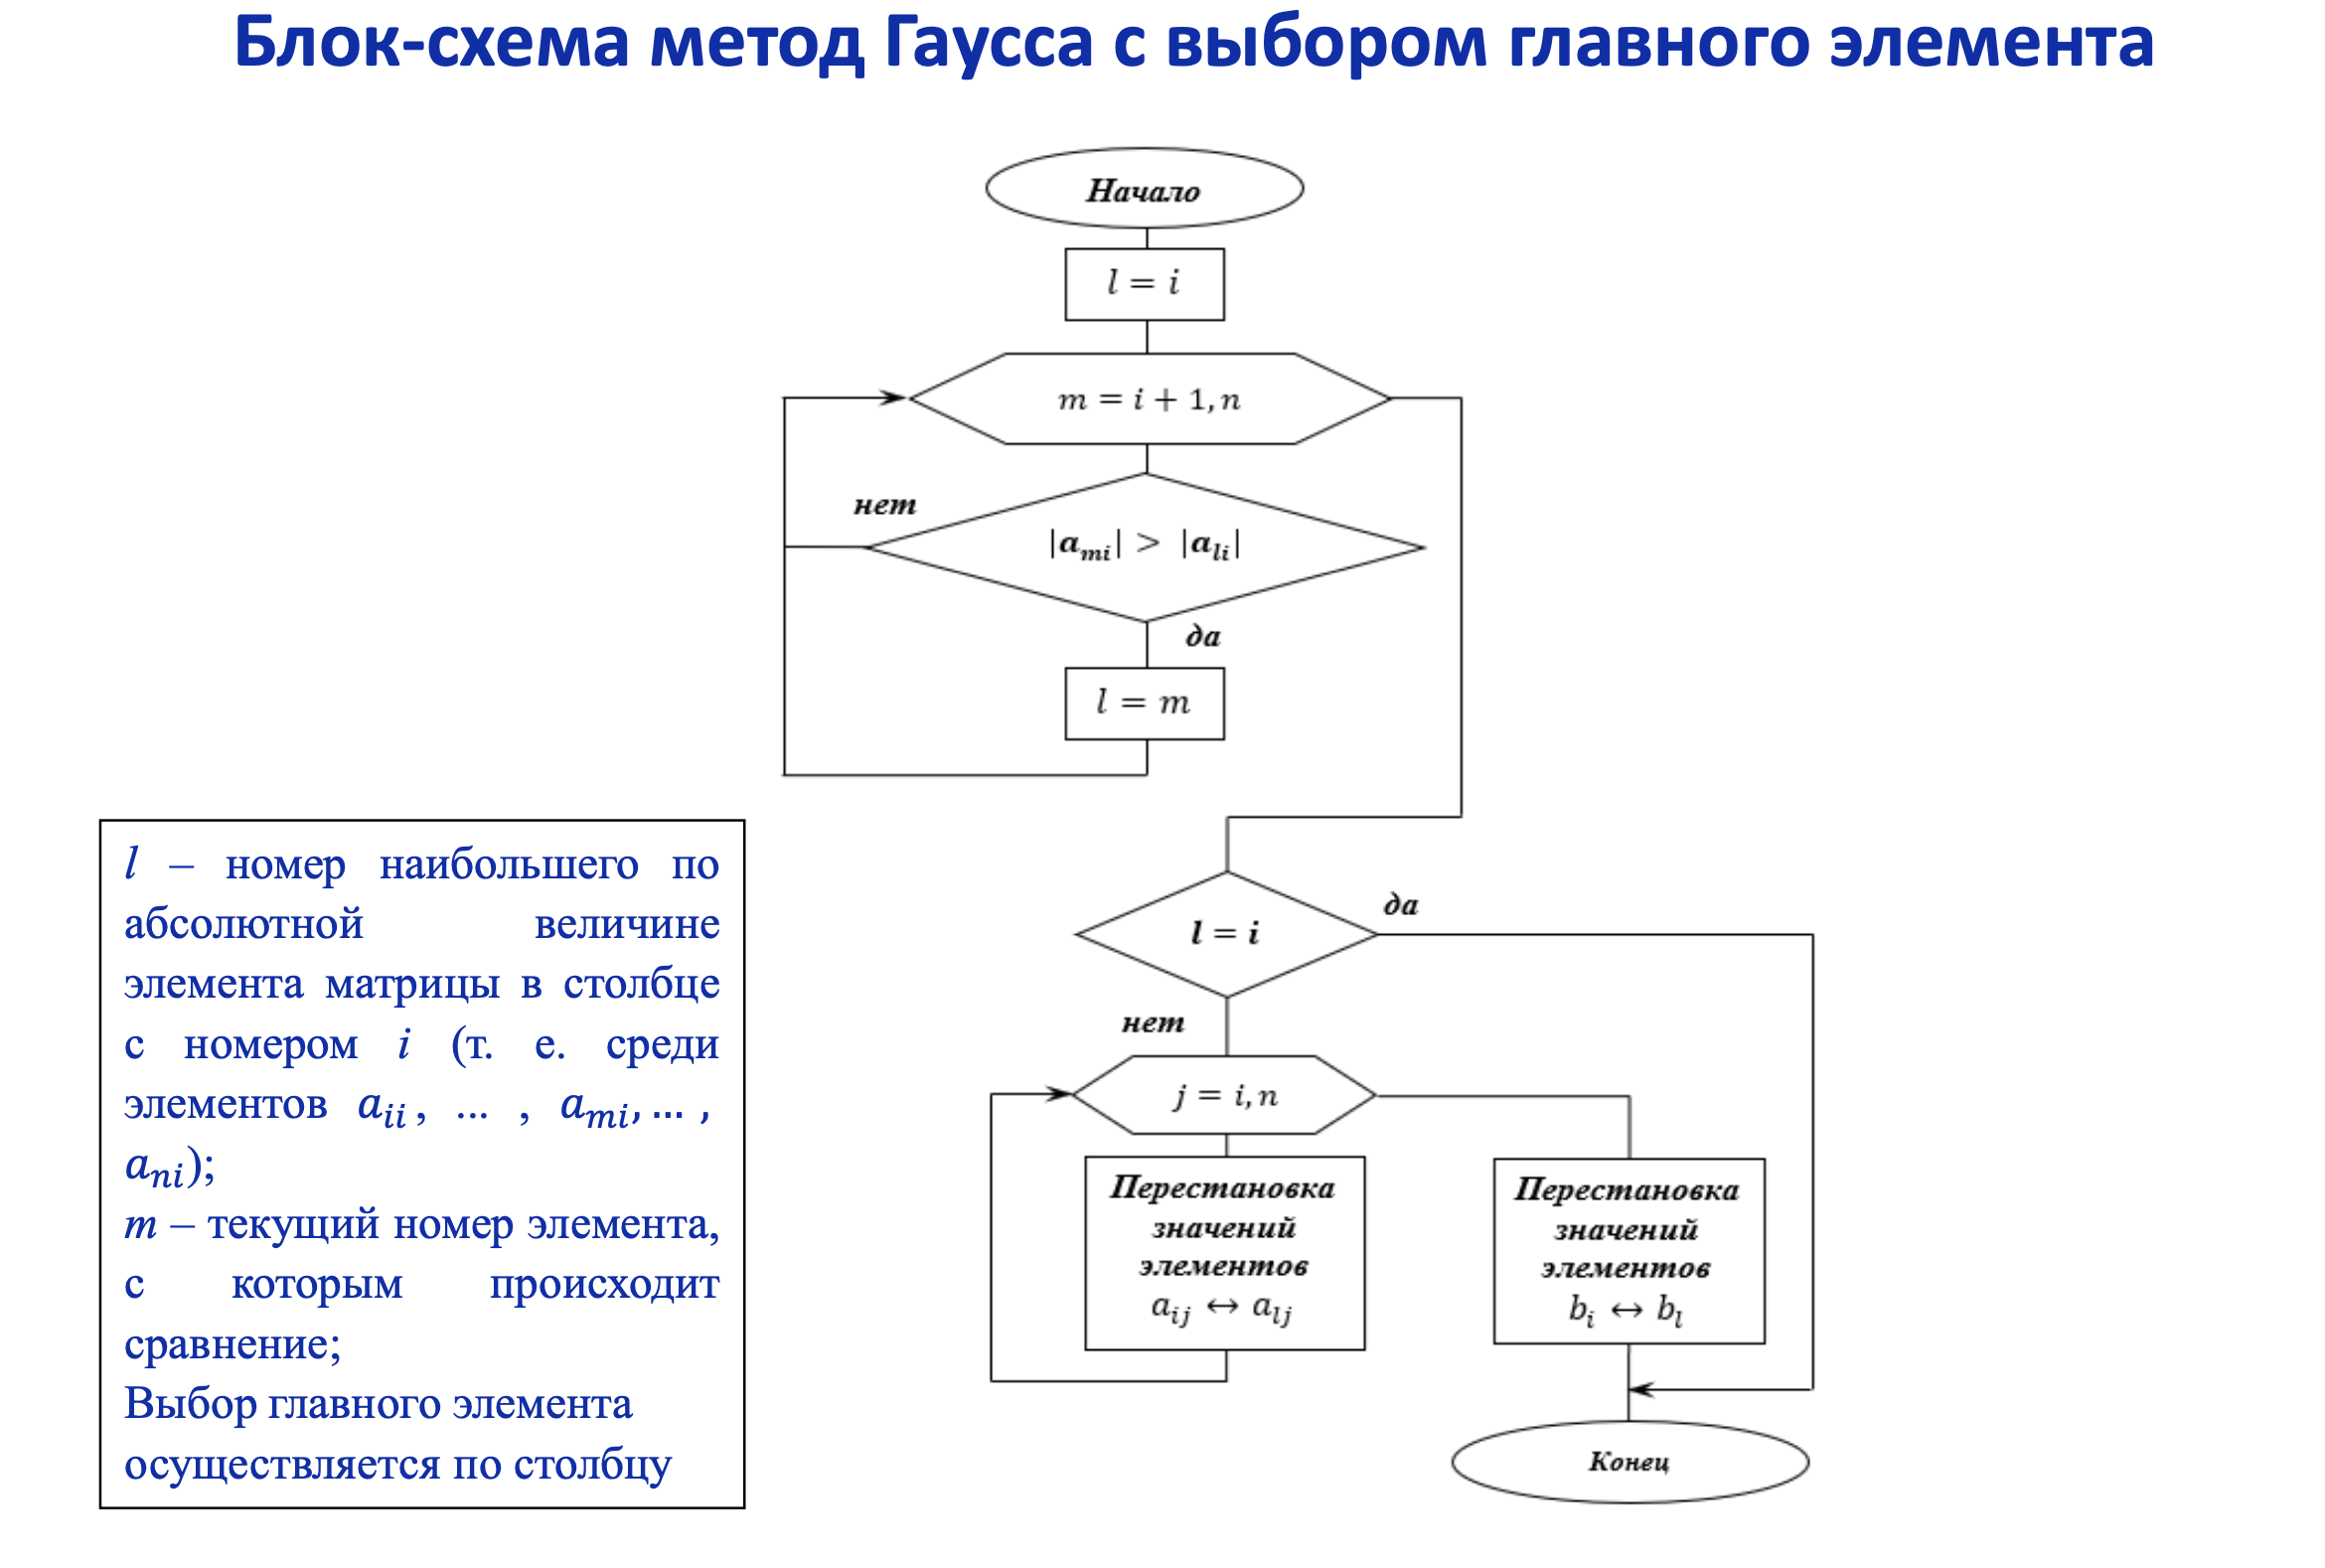 Блок-схема метод Гаусса с выбором главного элемента
Начало
l = i
m = i + 1, n
нет
|a_mi| > |a_li|
да
l = m
l – номер наибольшего по
абсолютной величине
элемента матрицы в столбце
с номером i (т. е. среди
элементов a_ii , ... , a_mi, ... ,
a_ni);
m – текущий номер элемента,
с которым происходит
сравнение;
Выбор главного элемента
осуществляется по столбцу
l = i
да
нет
j = i, n
Перестановка
значений
элементов
a_ij ↔ a_lj
Перестановка
значений
элементов
b_i ↔ b_l
Конец